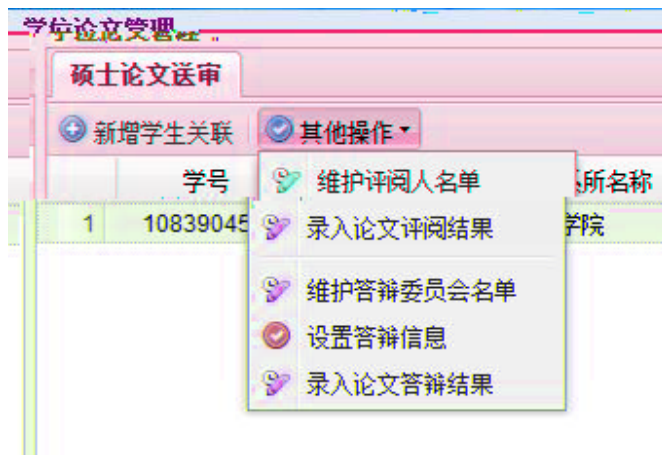 学位论文管理
硕士论文送审
新增学生关联 其他操作
学号 所名称
1 10839045 学院
维护评阅人名单
录入论文评阅结果
维护答辩委员会名单
设置答辩信息
录入论文答辩结果